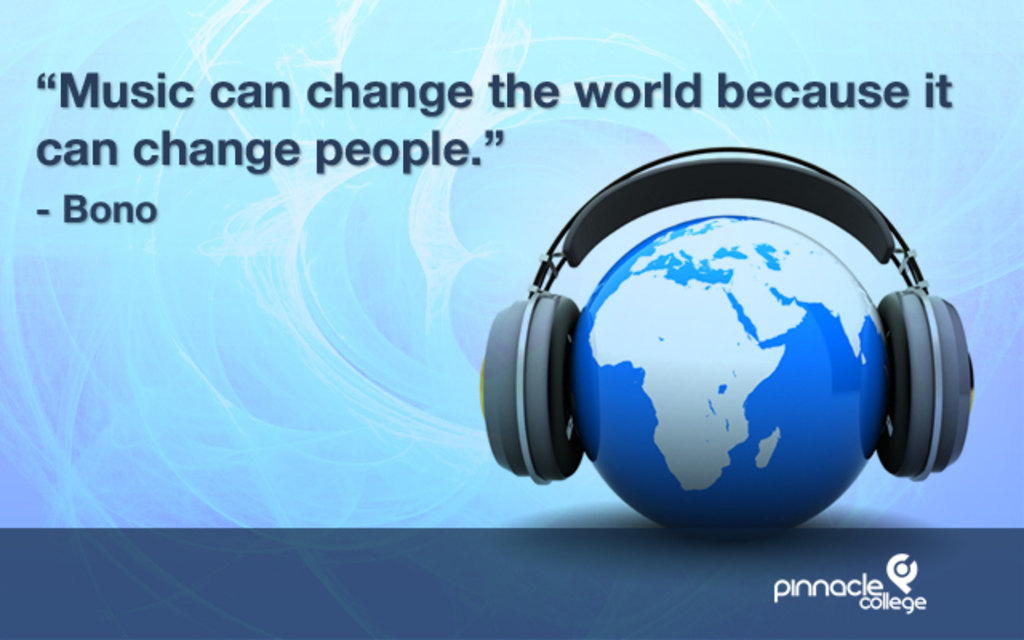 “Music can change the world because it
can change people.”
- Bono
pinnacle
college